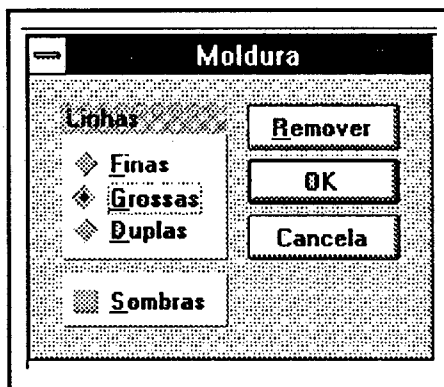 Moldura
Linhas
Finas
Grossas
Duplas
Sombras
Remover
OK
Cancela